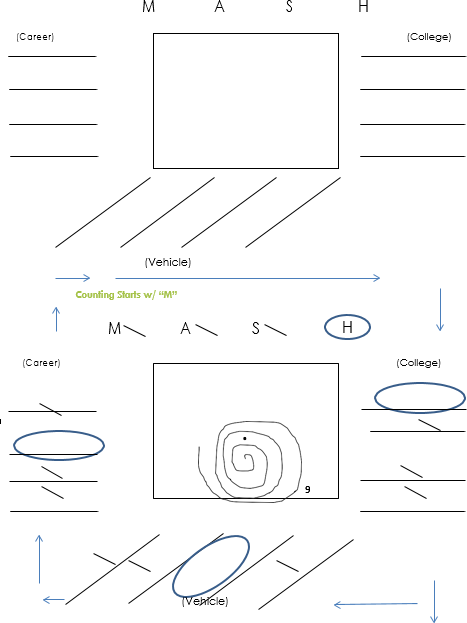 M A S H
(Career) (College)
(Vehicle)
Counting Starts w/ “M”
M A S H
(Career) (College)
9
(Vehicle)